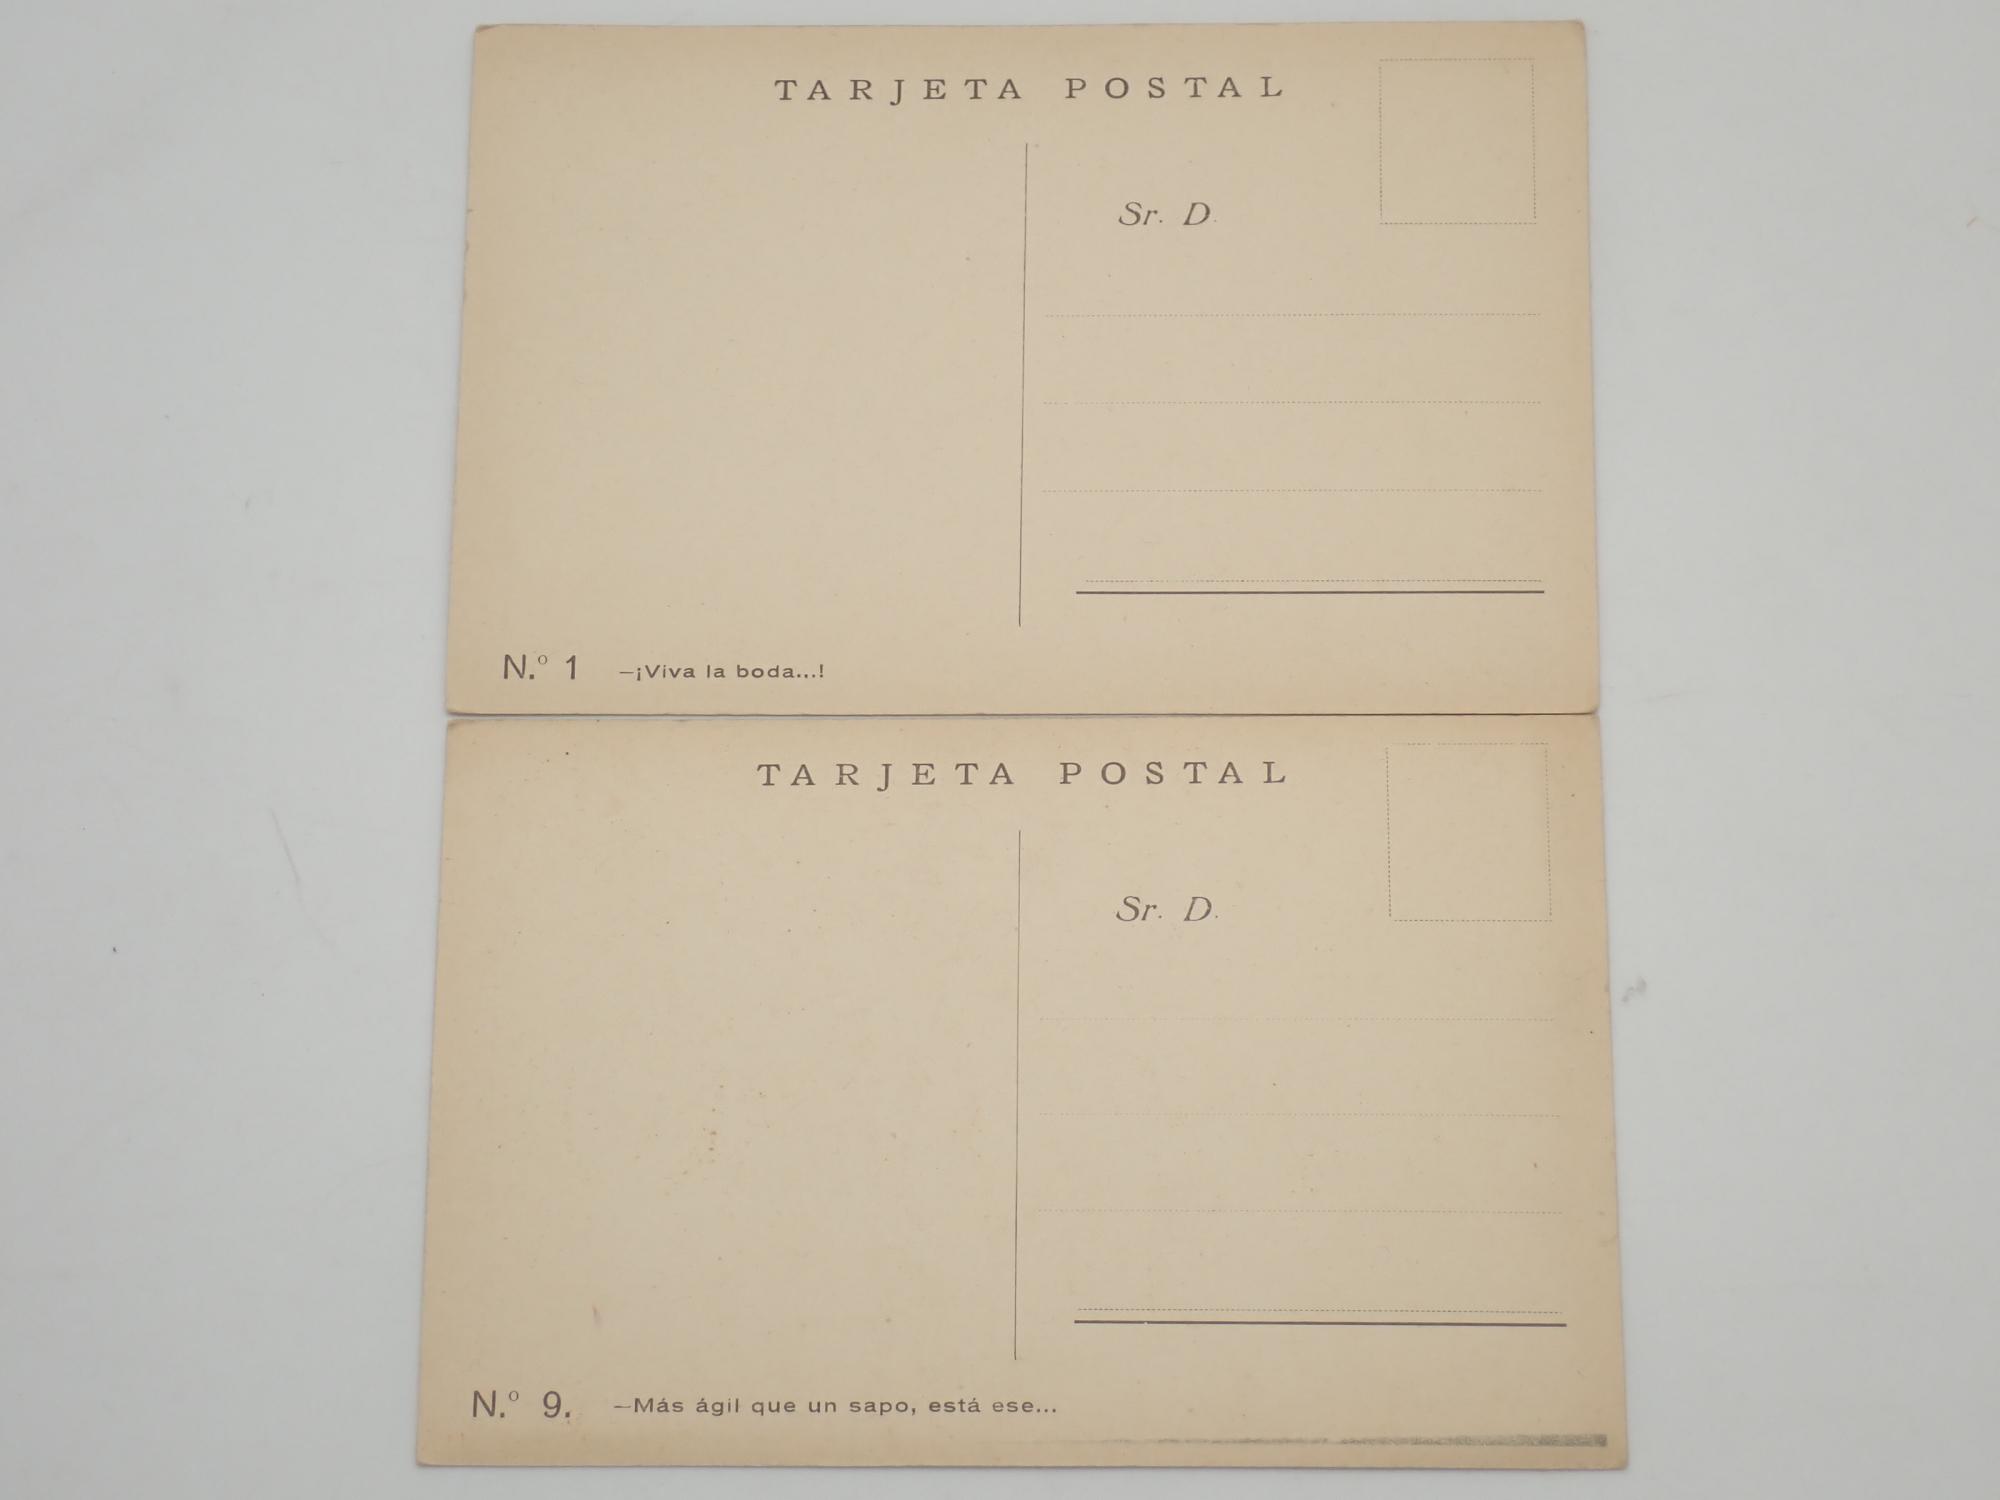 TARJETA POSTAL
Sr. D.
N.º 1 —¡Viva la boda...!
TARJETA POSTAL
Sr. D.
N.º 9. —Más ágil que un sapo, está ese...